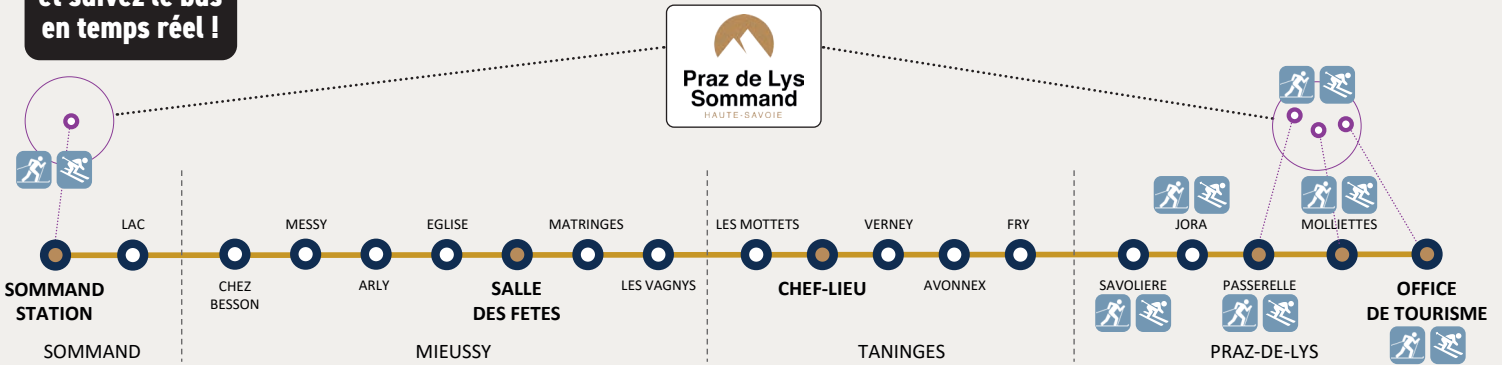 et suivez le bus
en temps réel !
Praz de Lys
Sommand
HAUTE-SAVOIE
LAC
MESSY
EGLISE
MATRINGES
LES MOTTETS
VERNEY
FRY
JORA
MOLLIETTES
SOMMAND
STATION
CHEZ
BESSON
ARLY
SALLE
DES FETES
LES VAGNYS
CHEF-LIEU
AVONNEX
SAVOLIERE
PASSERELLE
OFFICE
DE TOURISME
SOMMAND
MIEUSSY
TANINGES
PRAZ-DE-LYS